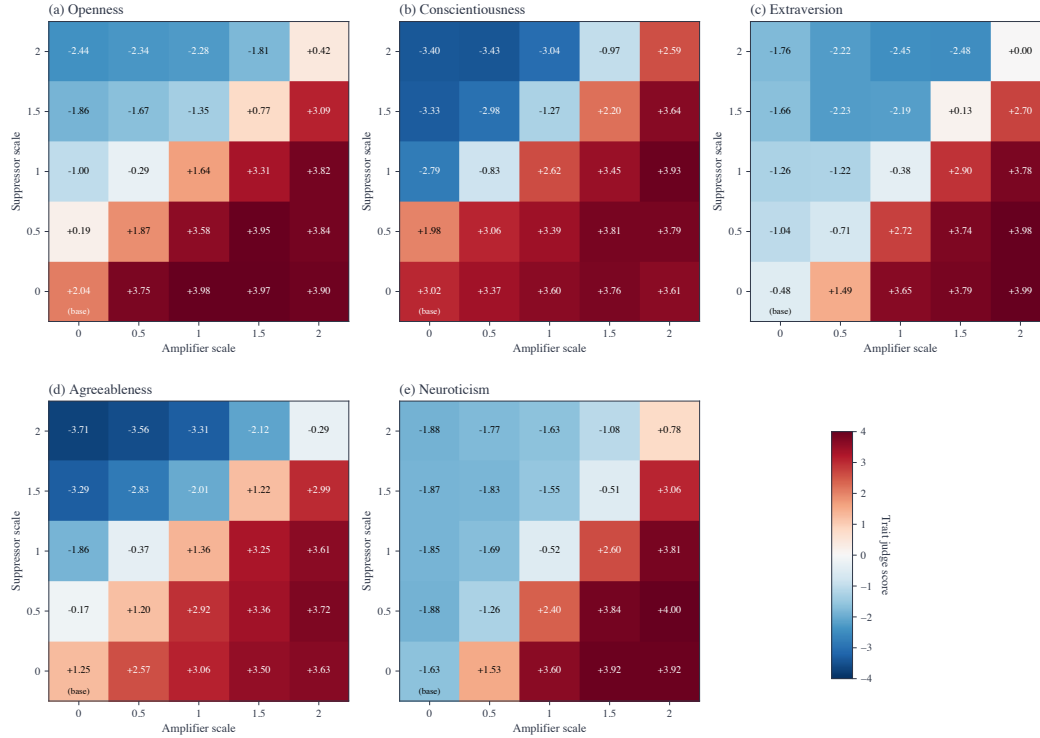 (a) Openness
Suppressor scale
2
-2.44 -2.34 -2.28 -1.81 +0.42
1.5
-1.86 -1.67 -1.35 +0.77 +3.09
1
-1.00 -0.29 +1.64 +3.31 +3.82
0.5
+0.19 +1.87 +3.58 +3.95 +3.84
0
+2.04 +3.75 +3.98 +3.97 +3.90
(base)
0 0.5 1 1.5 2
Amplifier scale
(b) Conscientiousness
Suppressor scale
2
-3.40 -3.43 -3.04 -0.97 +2.59
1.5
-3.33 -2.98 -1.27 +2.20 +3.64
1
-2.79 -0.83 +2.62 +3.45 +3.93
0.5
+1.98 +3.06 +3.39 +3.81 +3.79
0
+3.02 +3.37 +3.60 +3.76 +3.61
(base)
0 0.5 1 1.5 2
Amplifier scale
(c) Extraversion
Suppressor scale
2
-1.76 -2.22 -2.45 -2.48 +0.00
1.5
-1.66 -2.23 -2.19 +0.13 +2.70
1
-1.26 -1.22 -0.38 +2.90 +3.78
0.5
-1.04 -0.71 +2.72 +3.74 +3.98
0
-0.48 +1.49 +3.65 +3.79 +3.99
(base)
0 0.5 1 1.5 2
Amplifier scale
(d) Agreeableness
Suppressor scale
2
-3.71 -3.56 -3.31 -2.12 -0.29
1.5
-3.29 -2.83 -2.01 +1.22 +2.99
1
-1.86 -0.37 +1.36 +3.25 +3.61
0.5
-0.17 +1.20 +2.92 +3.36 +3.72
0
+1.25 +2.57 +3.06 +3.50 +3.63
(base)
0 0.5 1 1.5 2
Amplifier scale
(e) Neuroticism
Suppressor scale
2
-1.88 -1.77 -1.63 -1.08 +0.78
1.5
-1.87 -1.83 -1.55 -0.51 +3.06
1
-1.85 -1.69 -0.52 +2.60 +3.81
0.5
-1.88 -1.26 +2.40 +3.84 +4.00
0
-1.63 +1.53 +3.60 +3.92 +3.92
(base)
0 0.5 1 1.5 2
Amplifier scale
4
3
2
1
0
-1
-2
-3
-4
Trait judge score